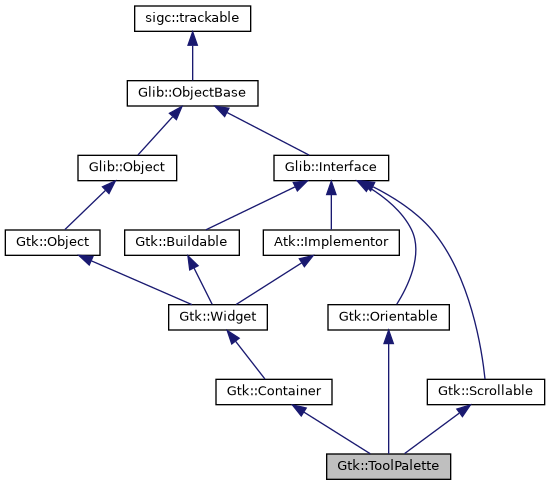 sigc::trackable
Glib::ObjectBase
Glib::Object
Glib::Interface
Gtk::Object
Gtk::Buildable
Atk::Implementor
Gtk::Widget
Gtk::Orientable
Gtk::Container
Gtk::Scrollable
Gtk::ToolPalette